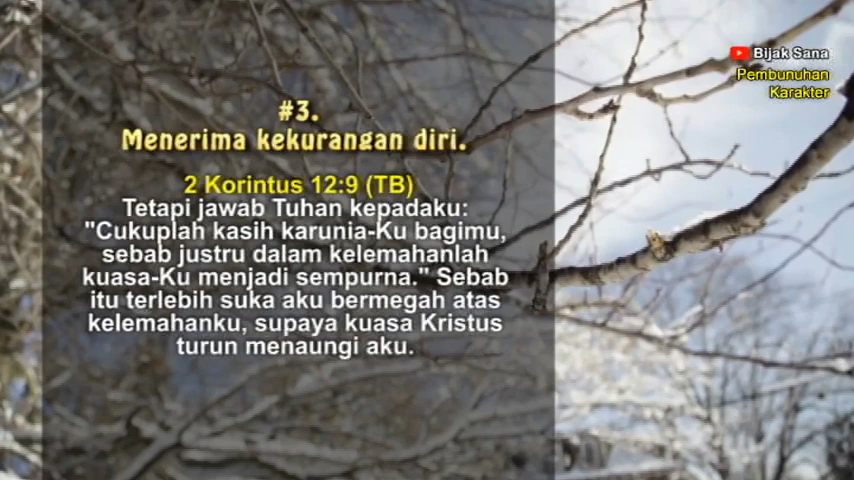 Bijak Sana
Pembunuhan
Karakter
#3.
Menerima kekurangan diri.
2 Korintus 12:9 (TB)
Tetapi jawab Tuhan kepadaku:
"Cukuplah kasih karunia-Ku bagimu,
sebab justru dalam kelemahanlah
kuasa-Ku menjadi sempurna." Sebab
itu terlebih suka aku bermegah atas
kelemahanku, supaya kuasa Kristus
turun menaungi aku.